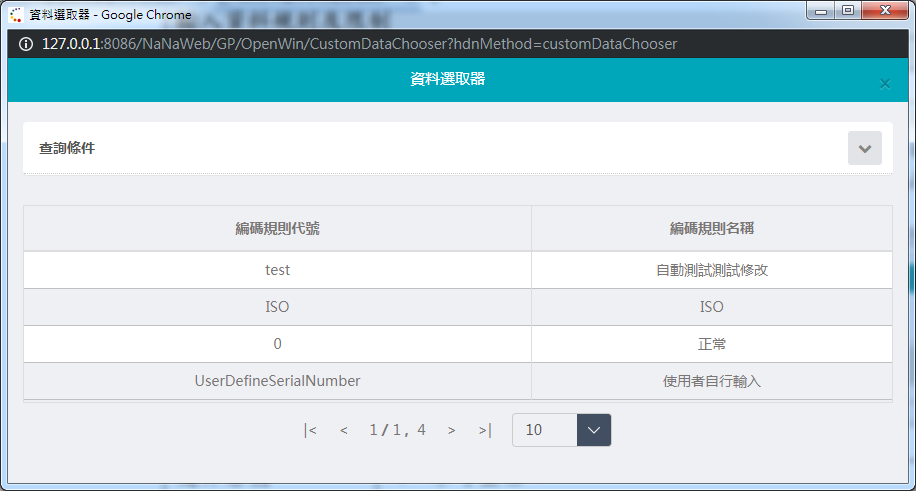 資料選取器 - Google Chrome
127.0.0.1:8086/NaNaWeb/GP/OpenWin/CustomDataChooser?hdnMethod=customDataChooser
資料選取器
×
查詢條件
編碼規則代號 編碼規則名稱
test 自動測試測試修改
ISO ISO
0 正常
UserDefineSerialNumber 使用者自行輸入
|< < 1 / 1 , 4 > >| 10